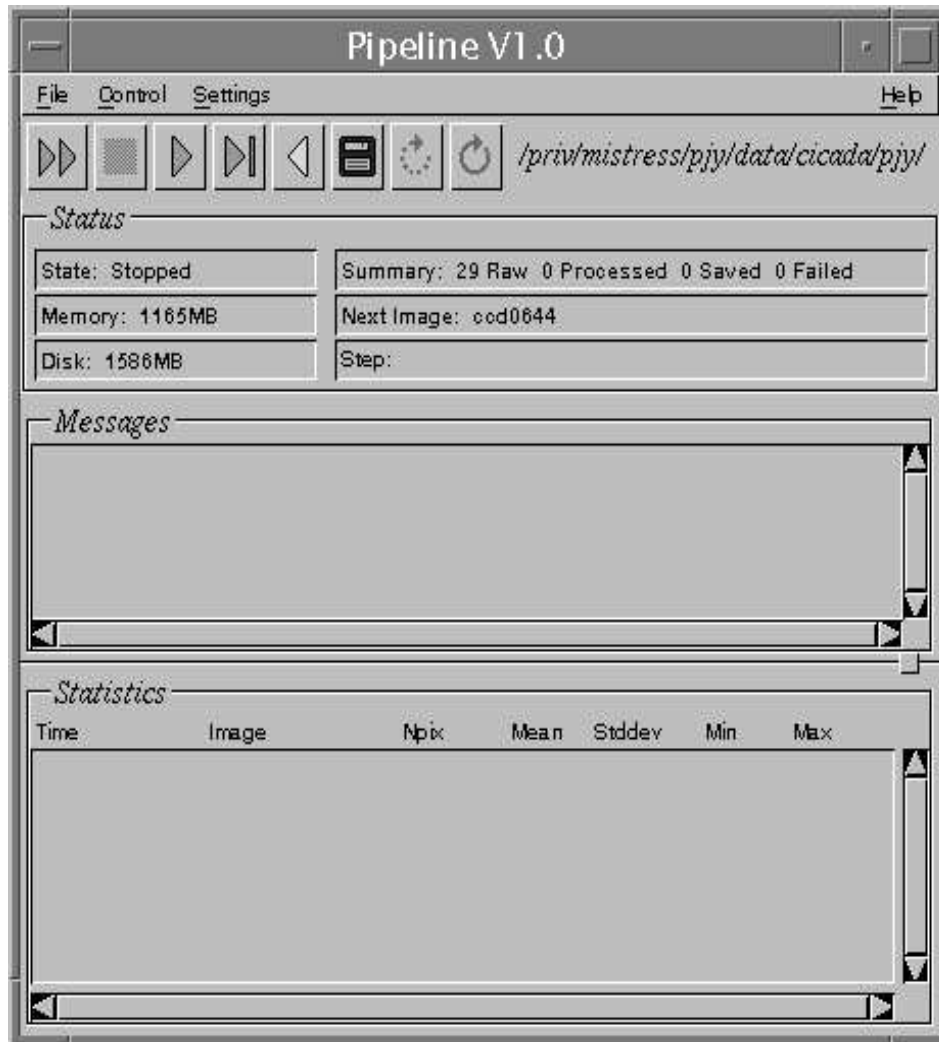 Pipeline V1.0
File Control Settings Help
/priv/mistress/pjy/data/cicada/pjy/
Status
State: Stopped
Summary: 29 Raw 0 Processed 0 Saved 0 Failed
Memory: 1165MB
Next Image: ccd0644
Disk: 1586MB
Step:
Messages
Statistics
Time Image Npix Mean Stddev Min Max